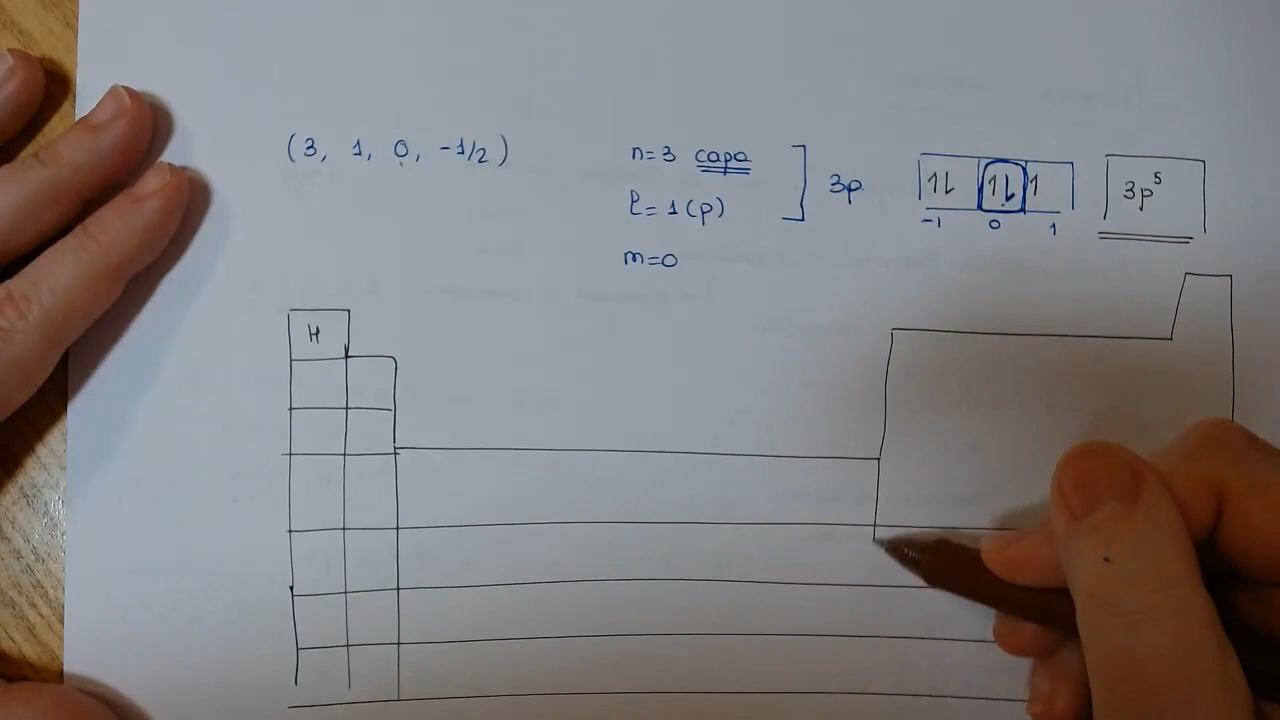 (3, 1, 0, -1/2)
n=3 capa
l=1(p)
m=0
3p
1⇂ 1⇂ 1
-1 0 1
3p⁵
H